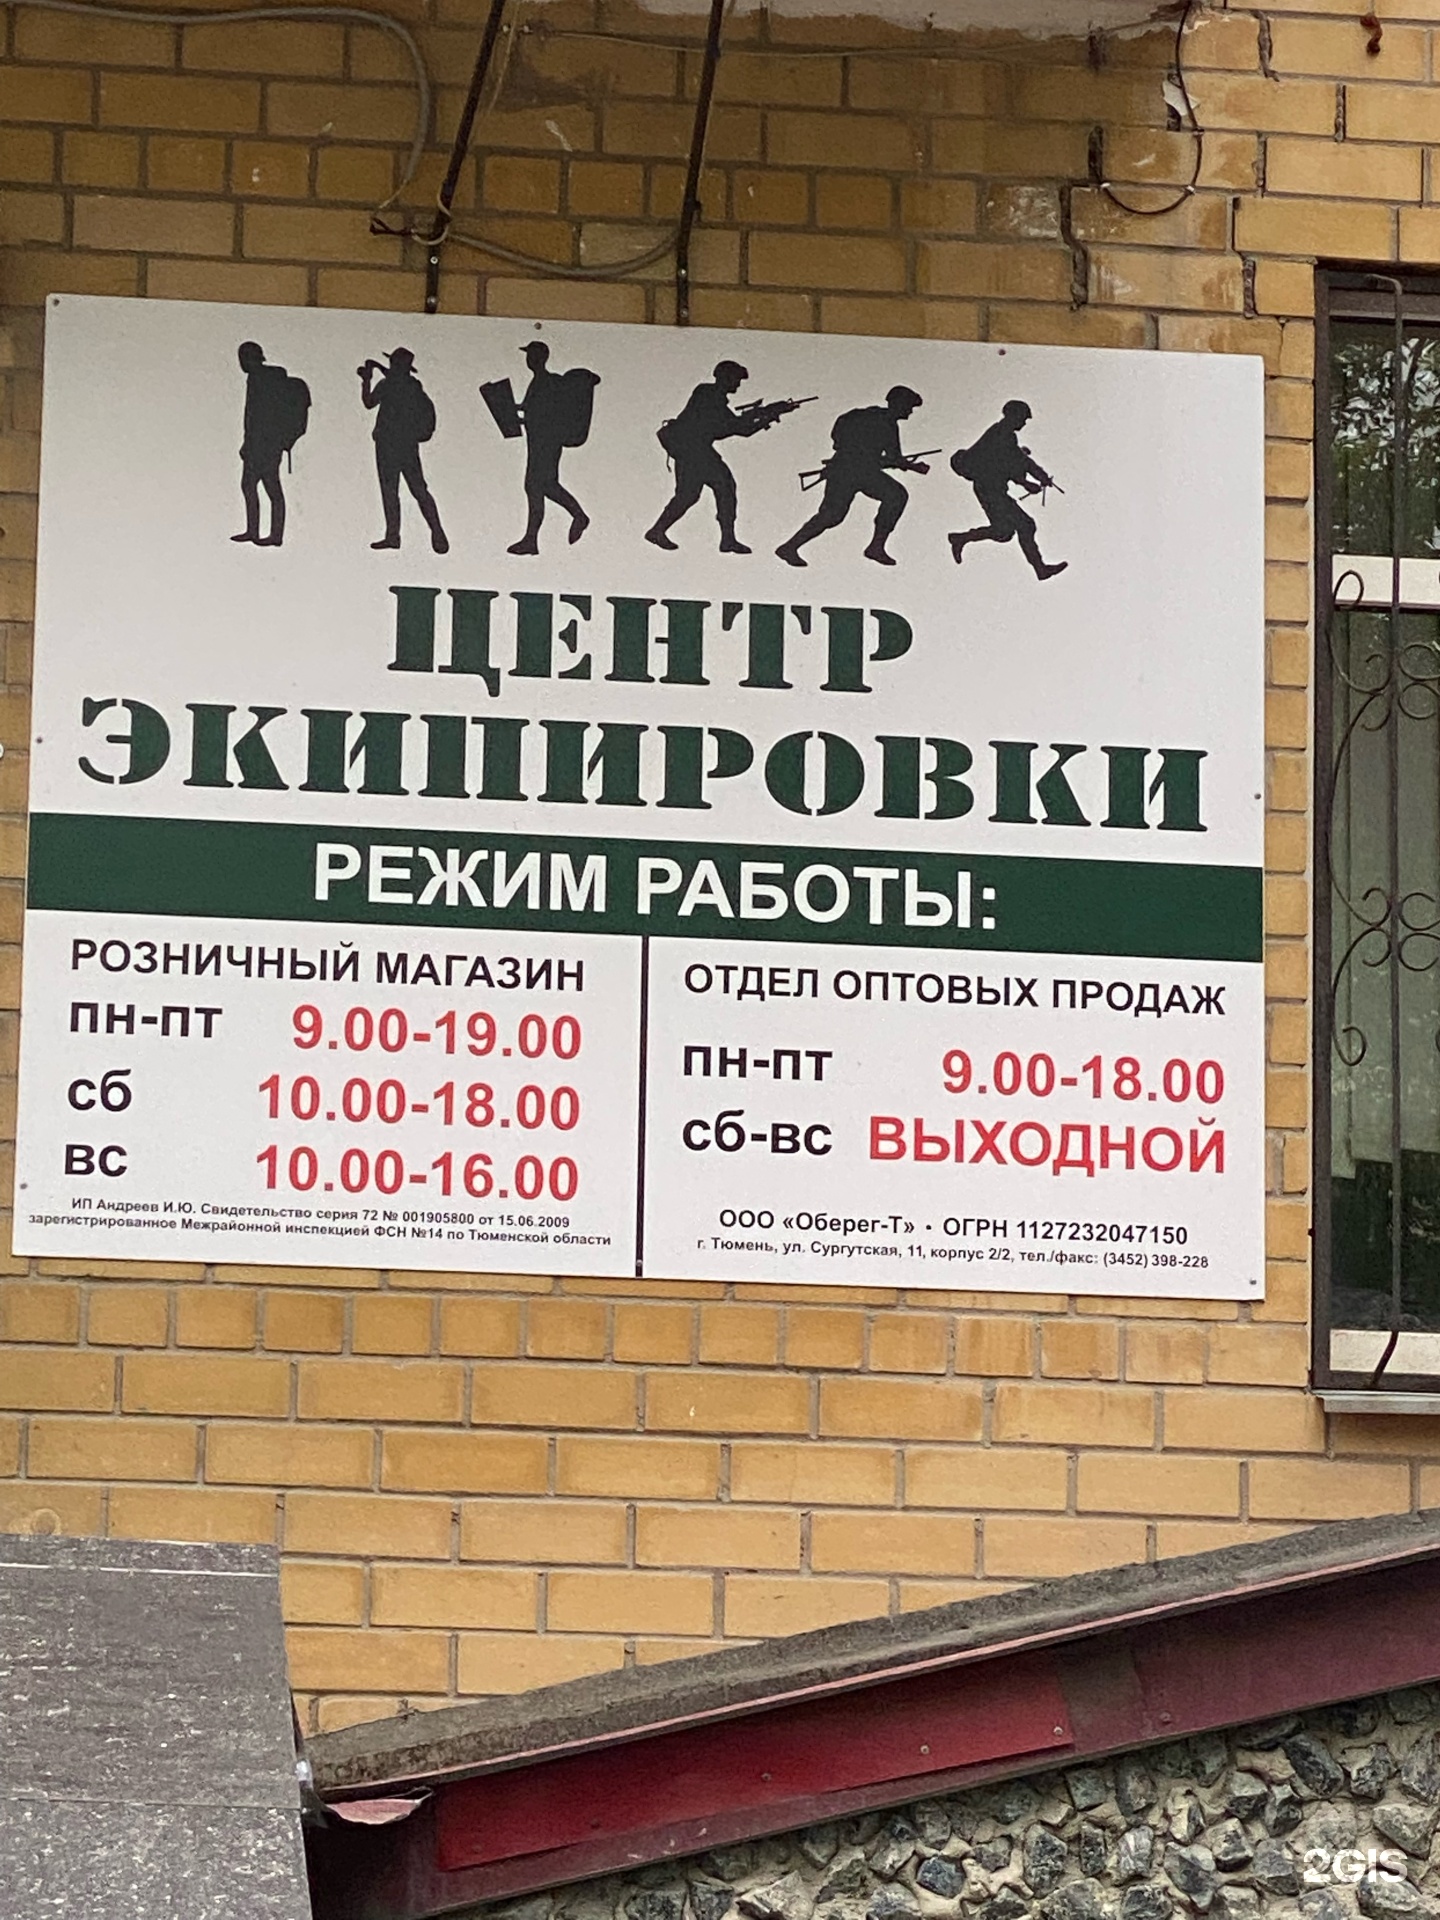 ЦЕНТР
ЭКИПИРОВКИ
РЕЖИМ РАБОТЫ:
РОЗНИЧНЫЙ МАГАЗИН
пн-пт 9.00-19.00
сб 10.00-18.00
вс 10.00-16.00
ИП Андреев И.Ю. Свидетельство серия 72 № 001905800 от 15.06.2009
зарегистрированное Межрайонной инспекцией ФСН №14 по Тюменской области
ОТДЕЛ ОПТОВЫХ ПРОДАЖ
пн-пт 9.00-18.00
сб-вс ВЫХОДНОЙ
ООО «Оберег-Т» • ОГРН 1127232047150
г. Тюмень, ул. Сургутская, 11, корпус 2/2, тел./факс: (3452) 398-228
2GIS